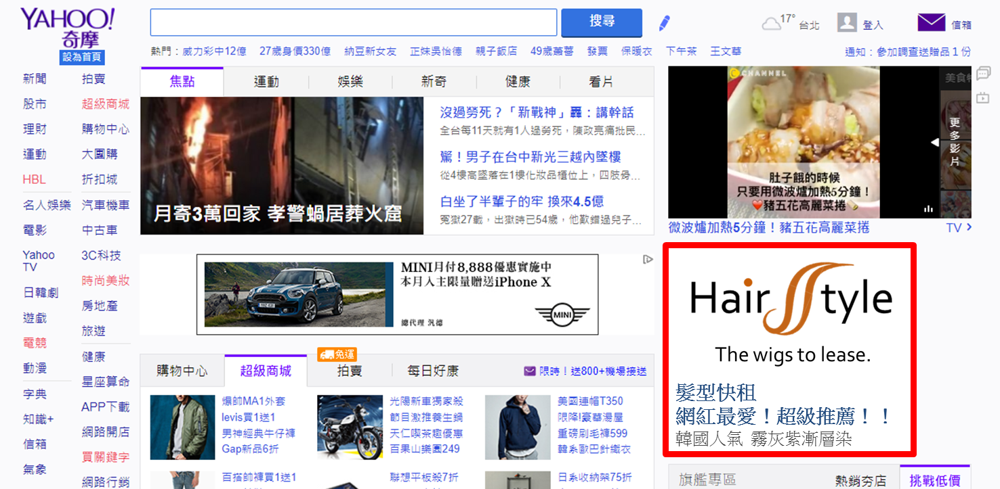 YAHOO!
奇摩
設為首頁
搜尋
17° 台北
登入
信箱
熱門：威力彩中12億 27歲身價330億 納豆新女友 正妹吳怡德 親子飯店 49歲蕭薔 發票 保暖衣 下午茶 王文華
通知：參加調查送贈品1份
新聞
股市
理財
運動
HBL
名人娛樂
電影
Yahoo
TV
日韓劇
遊戲
電競
動漫
字典
知識+
信箱
氣象
拍賣
超級商城
購物中心
大團購
折扣城
汽車機車
中古車
3C科技
時尚美妝
房地產
旅遊
健康
星座算命
APP下載
網路開店
買關鍵字
網路行銷
焦點 運動 娛樂 新奇 健康 看片
月寄3萬回家 孝警蝸居葬火窟
沒過勞死？「新戰神」轟：講幹話
全台每11天就有1人過勞死，陳政亮痛批民...
驚！男子在台中新光三越內墜樓
從4樓高墜落在1樓化妝品櫃位上，四肢骨...
白坐了半輩子的牢 換來4.5億
冤獄27載，出獄時已54歲，他歎錯過兒子...
CHANNEL
肚子餓的時候
只要用微波爐加熱5分鐘！
豬五花高麗菜捲
美食
更多影片
微波爐加熱5分鐘！豬五花高麗菜捲
TV
MINI月付8,888優惠實施中
本月入主限量贈送iPhone X
總代理 汎德
MINI
Hair Style
The wigs to lease.
髮型快租
網紅最愛！超級推薦！！
韓國人氣 霧灰紫漸層染
免運
購物中心 超級商城 拍賣 每日好康
限時！送800+機場接送
爆帥MA1外套
levis買1送1
男神經典牛仔褲
Gap新品6折
光陽新車獨家殺
節目激推養生鍋
天仁喫茶趣優惠
百果山樂園249
美國連帽T350
限降!豪華湯屋
重磅刷毛褲599
韓系歐巴針織衣
百搭帥褲買1送1
聯想平板殺7折
日系收納架75折
旗艦專區
熱銷夯店
挑戰低價